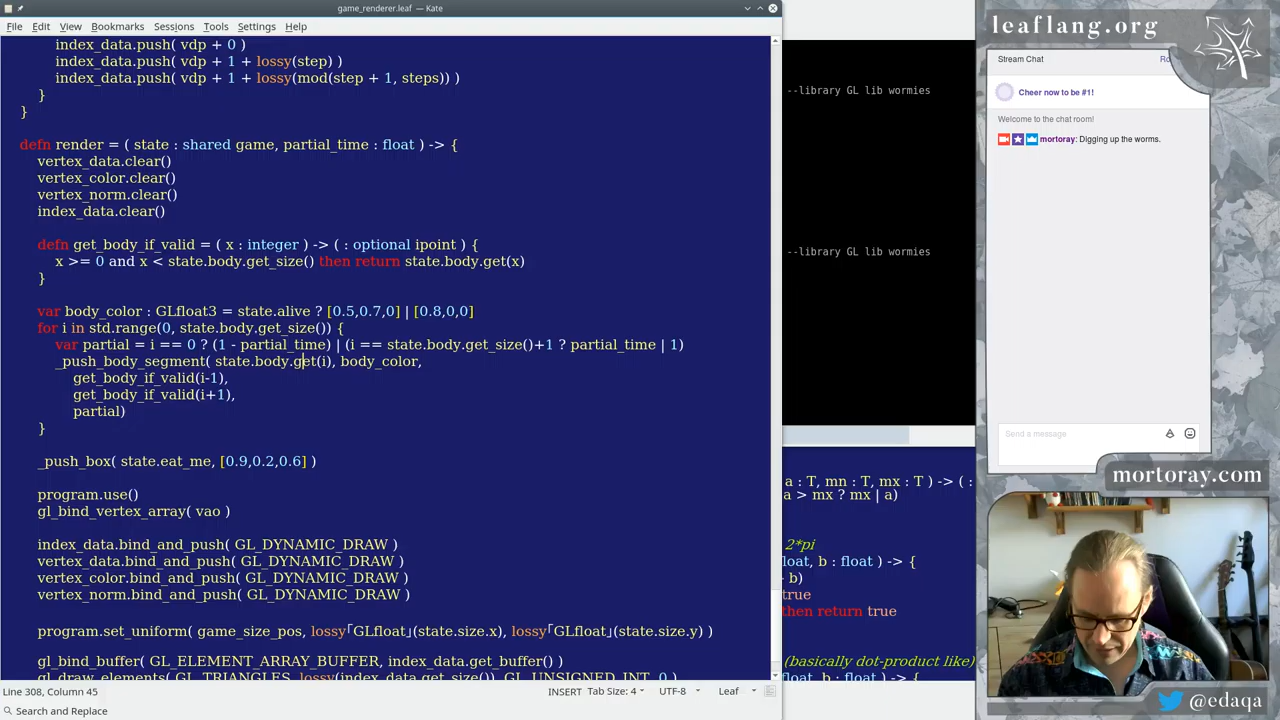 game_renderer.leaf — Kate
File Edit View Bookmarks Sessions Tools Settings Help
index_data.push( vdp + 0 )
index_data.push( vdp + 1 + lossy(step) )
index_data.push( vdp + 1 + lossy(mod(step + 1, steps)) )
}
}
defn render = ( state : shared game, partial_time : float ) -> {
vertex_data.clear()
vertex_color.clear()
vertex_norm.clear()
index_data.clear()
defn get_body_if_valid = ( x : integer ) -> ( : optional ipoint ) {
x >= 0 and x < state.body.get_size() then return state.body.get(x)
}
var body_color : GLfloat3 = state.alive ? [0.5,0.7,0] | [0.8,0,0]
for i in std.range(0, state.body.get_size()) {
var partial = i == 0 ? (1 - partial_time) | (i == state.body.get_size()+1 ? partial_time | 1)
_push_body_segment( state.body.get(i), body_color,
get_body_if_valid(i-1),
get_body_if_valid(i+1),
partial)
}
_push_box( state.eat_me, [0.9,0.2,0.6] )
program.use()
gl_bind_vertex_array( vao )
index_data.bind_and_push( GL_DYNAMIC_DRAW )
vertex_data.bind_and_push( GL_DYNAMIC_DRAW )
vertex_color.bind_and_push( GL_DYNAMIC_DRAW )
vertex_norm.bind_and_push( GL_DYNAMIC_DRAW )
program.set_uniform( game_size_pos, lossy「GLfloat」(state.size.x), lossy「GLfloat」(state.size.y) )
gl_bind_buffer( GL_ELEMENT_ARRAY_BUFFER, index_data.get_buffer() )
gl_draw_elements( GL_TRIANGLES, lossy(index_data.get_size()), GL_UNSIGNED_INT, 0 )
Line 308, Column 45
INSERT Tab Size: 4 UTF-8 Leaf
Search and Replace
--library GL lib wormies
--library GL lib wormies
a : T, mn : T, mx : T ) -> ( :
a > mx ? mx | a)
2*pi
loat, b : float ) -> {
- b)
true
then return true
(basically dot-product like)
loat, b : float ) -> {
leaflang.org
Stream Chat
Ro
Cheer now to be #1!
Welcome to the chat room!
mortoray: Digging up the worms.
Send a message
mortoray.com
@edaqa